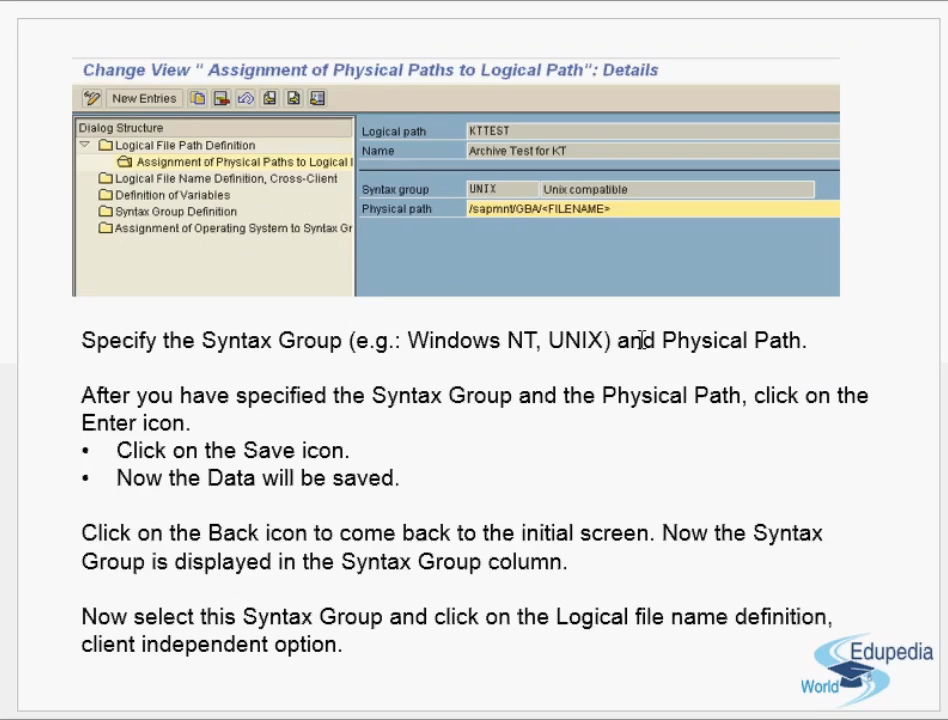 Change View " Assignment of Physical Paths to Logical Path": Details
New Entries
Dialog Structure
Logical File Path Definition
Assignment of Physical Paths to Logical
Logical File Name Definition, Cross-Client
Definition of Variables
Syntax Group Definition
Assignment of Operating System to Syntax Gr
Logical path KTTEST
Name Archive Test for KT
Syntax group UNIX Unix compatible
Physical path /sapmnt/GBA/<FILENAME>
Specify the Syntax Group (e.g.: Windows NT, UNIX) and Physical Path.
After you have specified the Syntax Group and the Physical Path, click on the
Enter icon.
• Click on the Save icon.
• Now the Data will be saved.
Click on the Back icon to come back to the initial screen. Now the Syntax
Group is displayed in the Syntax Group column.
Now select this Syntax Group and click on the Logical file name definition,
client independent option.
Edupedia
World